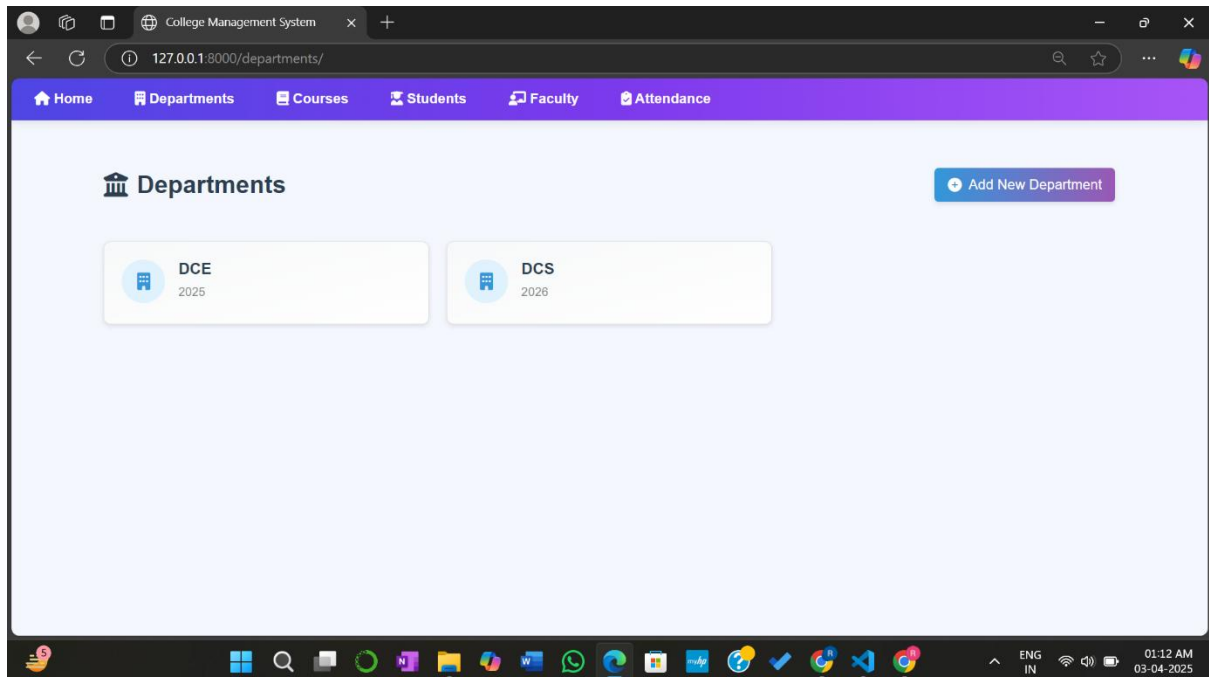 College Management System
127.0.0.1:8000/departments/
Home Departments Courses Students Faculty Attendance
Departments
Add New Department
DCE
2025
DCS
2026
5
ENG
IN
01:12 AM
03-04-2025